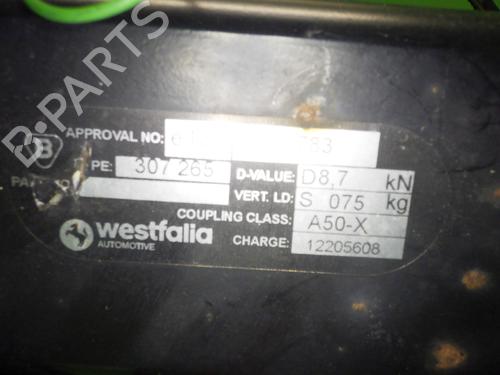 B-PARTS
APPROVAL NO:
B
PE: 307 265
D-VALUE: D8,7 kN
VERT. LD: S 075 kg
COUPLING CLASS: A50-X
westfalia
AUTOMOTIVE
CHARGE: 12205608